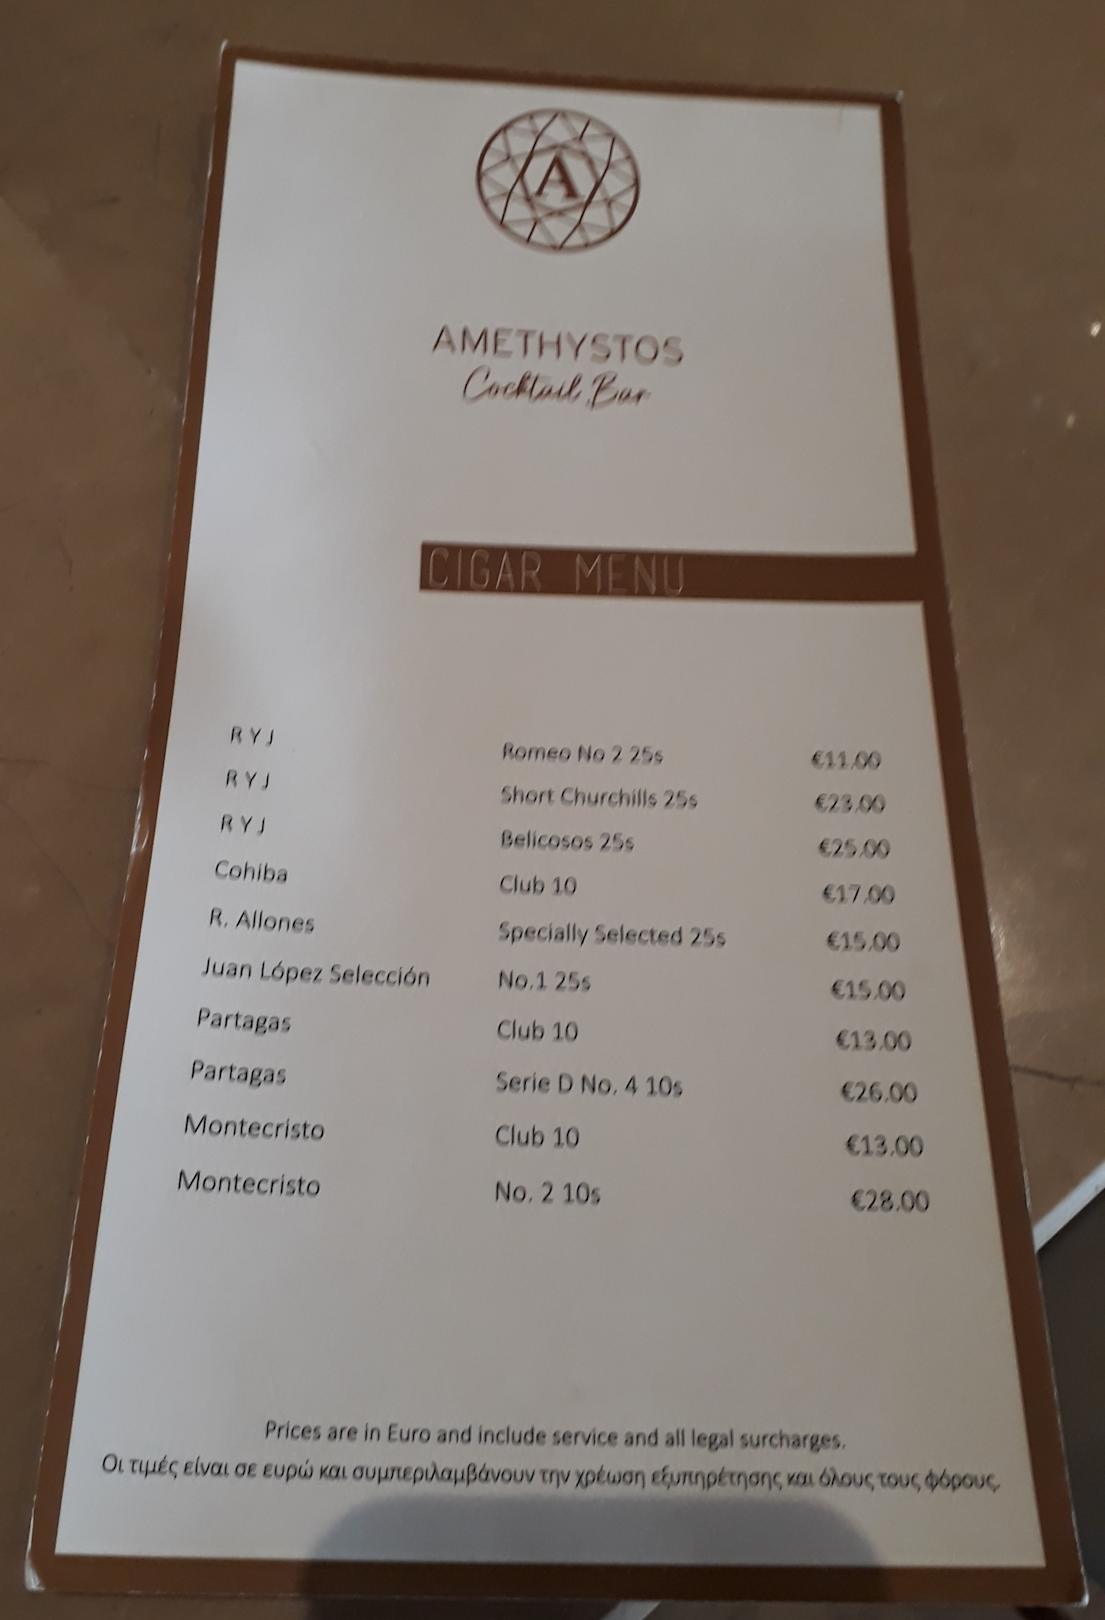 A
AMETHYSTOS
Cocktail Bar
CIGAR MENU
R Y J Romeo No 2 25s €11.00
R Y J Short Churchills 25s €23.00
R Y J Belicosos 25s €25.00
Cohiba Club 10 €17.00
R. Allones Specially Selected 25s €15.00
Juan López Selección No.1 25s €15.00
Partagas Club 10 €13.00
Partagas Serie D No. 4 10s €26.00
Montecristo Club 10 €13.00
Montecristo No. 2 10s €28.00
Prices are in Euro and include service and all legal surcharges.
Οι τιμές είναι σε ευρώ και συμπεριλαμβάνουν την χρέωση εξυπηρέτησης και όλους τους φόρους.